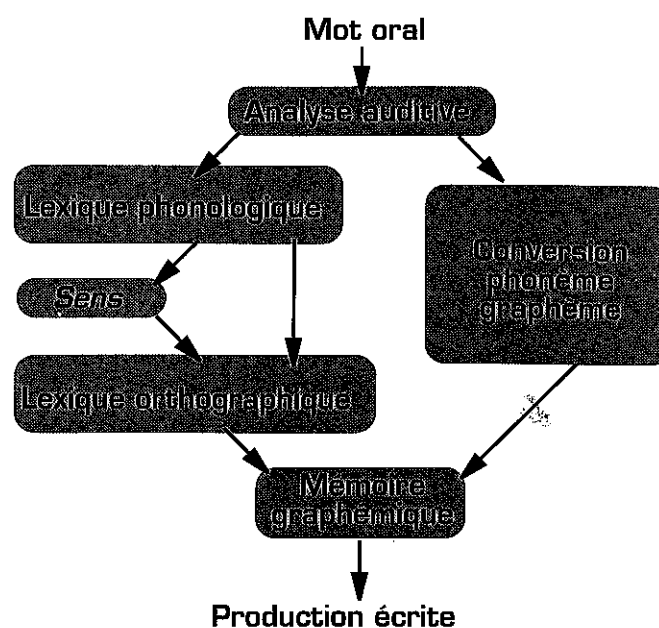 Mot oral
Analyse auditive
Lexique phonologique
Conversion
phonème
graphème
Sens
Lexique orthographique
Mémoire
graphémique
Production écrite